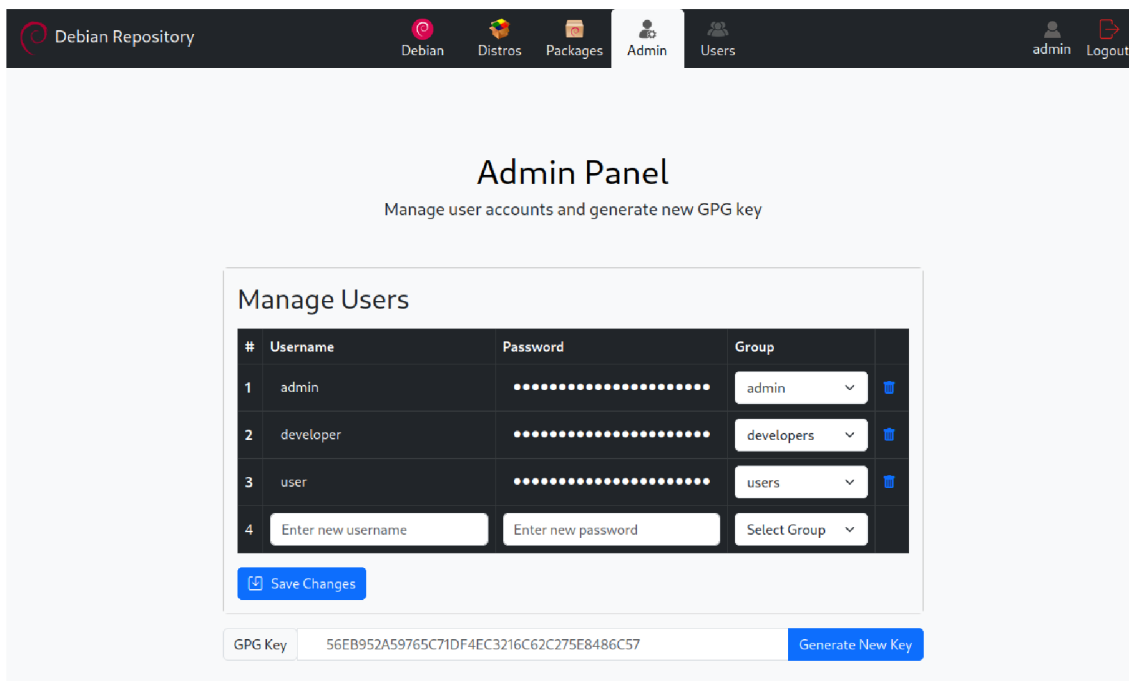 Debian Repository
Debian Distros Packages Admin Users
admin Logout
Admin Panel
Manage user accounts and generate new GPG key
Manage Users
# Username Password Group
1 admin •••••••••••••••••••••• admin
2 developer •••••••••••••••••••••• developers
3 user •••••••••••••••••••••• users
4 Enter new username Enter new password Select Group
Save Changes
GPG Key 56EB952A59765C71DF4EC3216C62C275E8486C57 Generate New Key